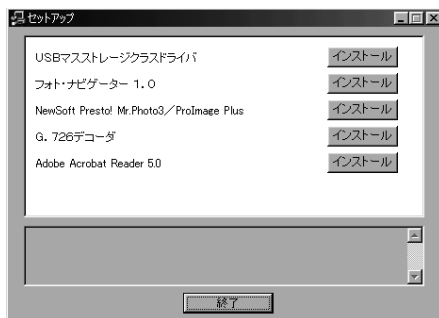 セットアップ
USBマスストレージクラスドライバ インストール
フォト・ナビゲーター 1.0 インストール
NewSoft Presto! Mr.Photo3／ProImage Plus インストール
G.726デコーダ インストール
Adobe Acrobat Reader 5.0 インストール
終了